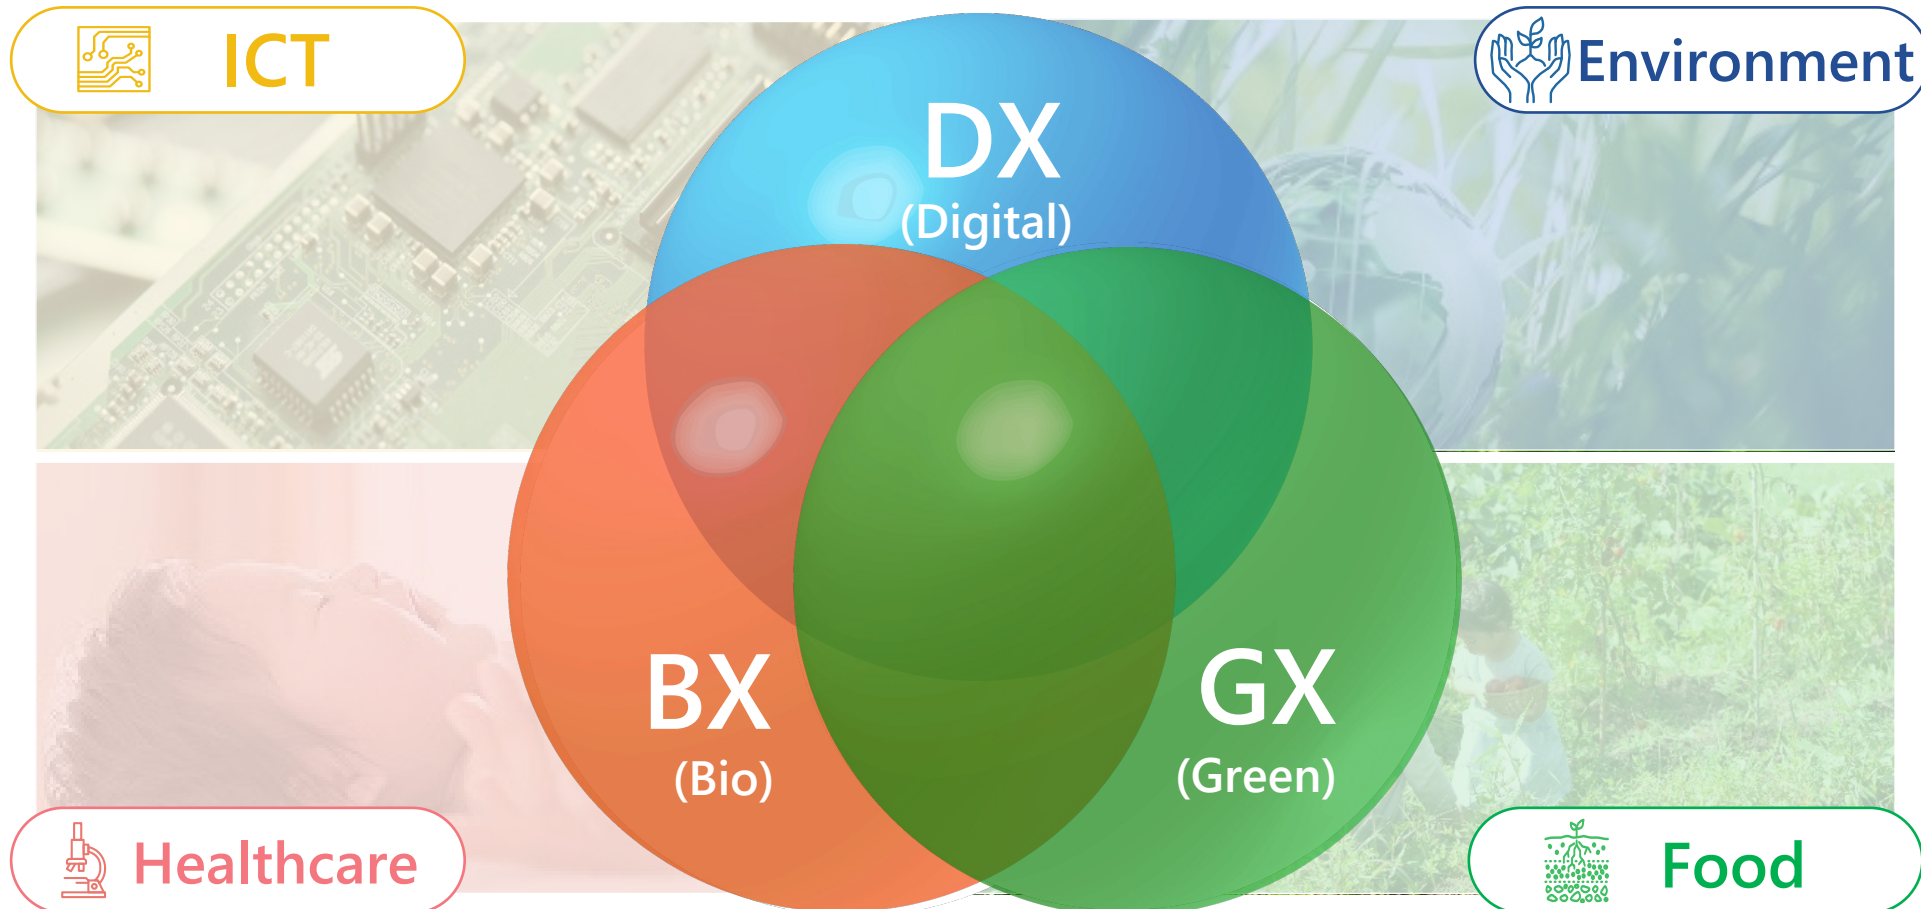 ICT
Environment
DX
(Digital)
BX
(Bio)
GX
(Green)
Healthcare
Food